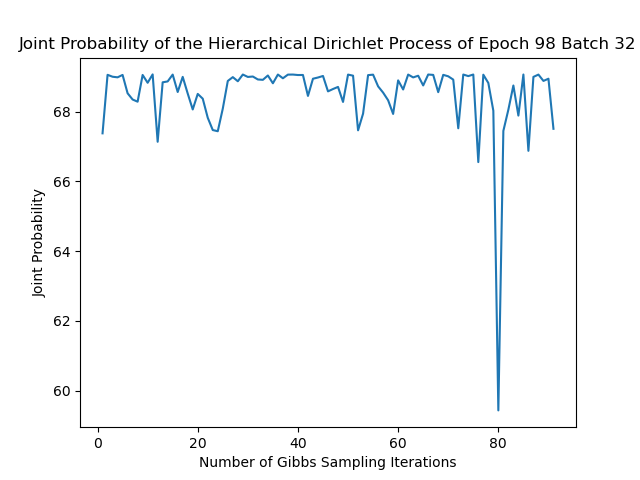 Joint Probability of the Hierarchical Dirichlet Process of Epoch 98 Batch 32
68
66
64
62
60
Joint Probability
0 20 40 60 80
Number of Gibbs Sampling Iterations